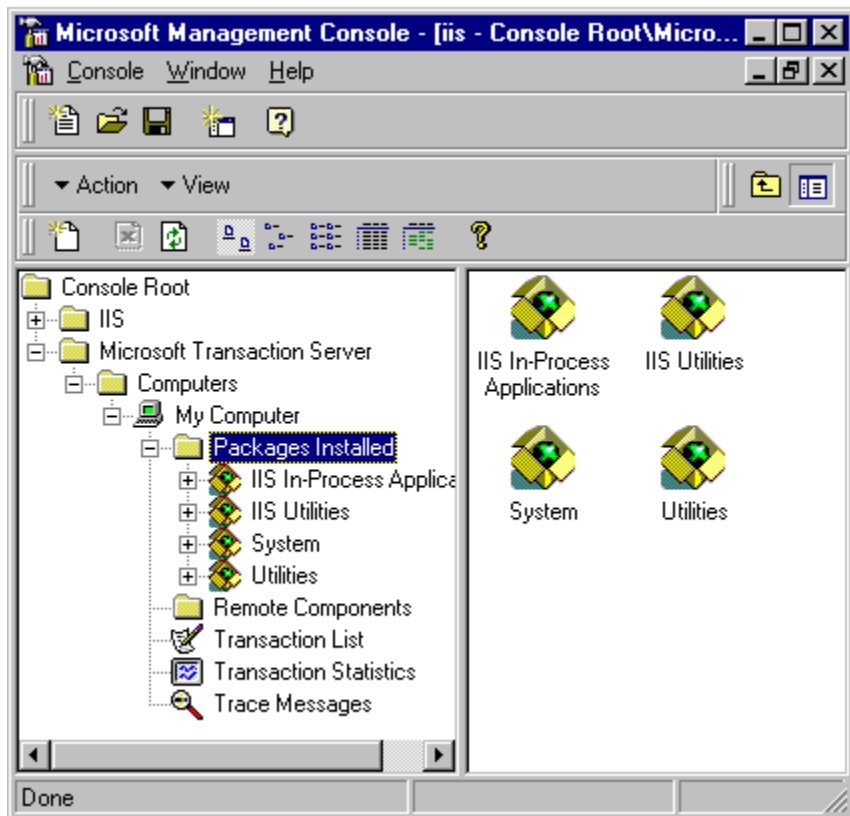 Microsoft Management Console - [iis - Console Root\Micro...
Console Window Help
Action View
Console Root
IIS
Microsoft Transaction Server
Computers
My Computer
Packages Installed
IIS In-Process Applica
IIS Utilities
System
Utilities
Remote Components
Transaction List
Transaction Statistics
Trace Messages
IIS In-Process
Applications
IIS Utilities
System
Utilities
Done